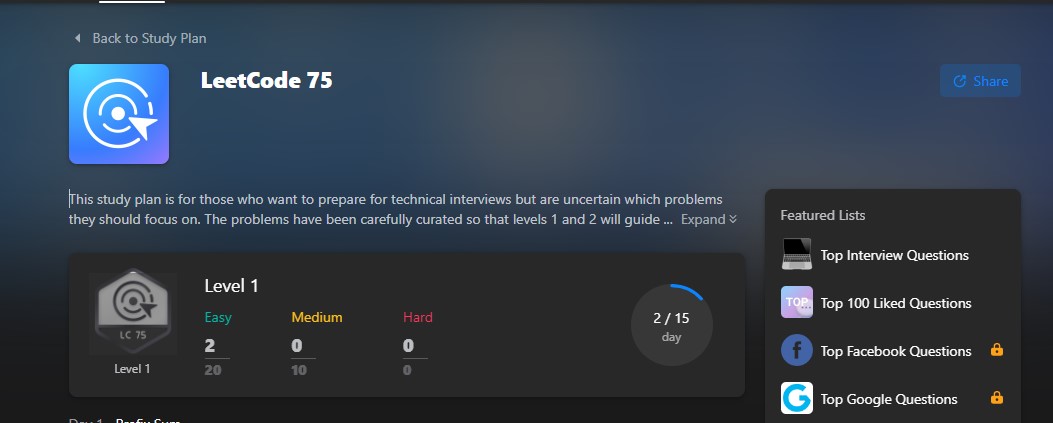 Back to Study Plan
LeetCode 75
Share
This study plan is for those who want to prepare for technical interviews but are uncertain which problems
they should focus on. The problems have been carefully curated so that levels 1 and 2 will guide ... Expand
Level 1
Easy Medium Hard
2 0 0
20 10 0
LC 75
Level 1
2 / 15
day
Featured Lists
Top Interview Questions
TOP
Top 100 Liked Questions
Top Facebook Questions
Top Google Questions
Day 1 Prefix Sum